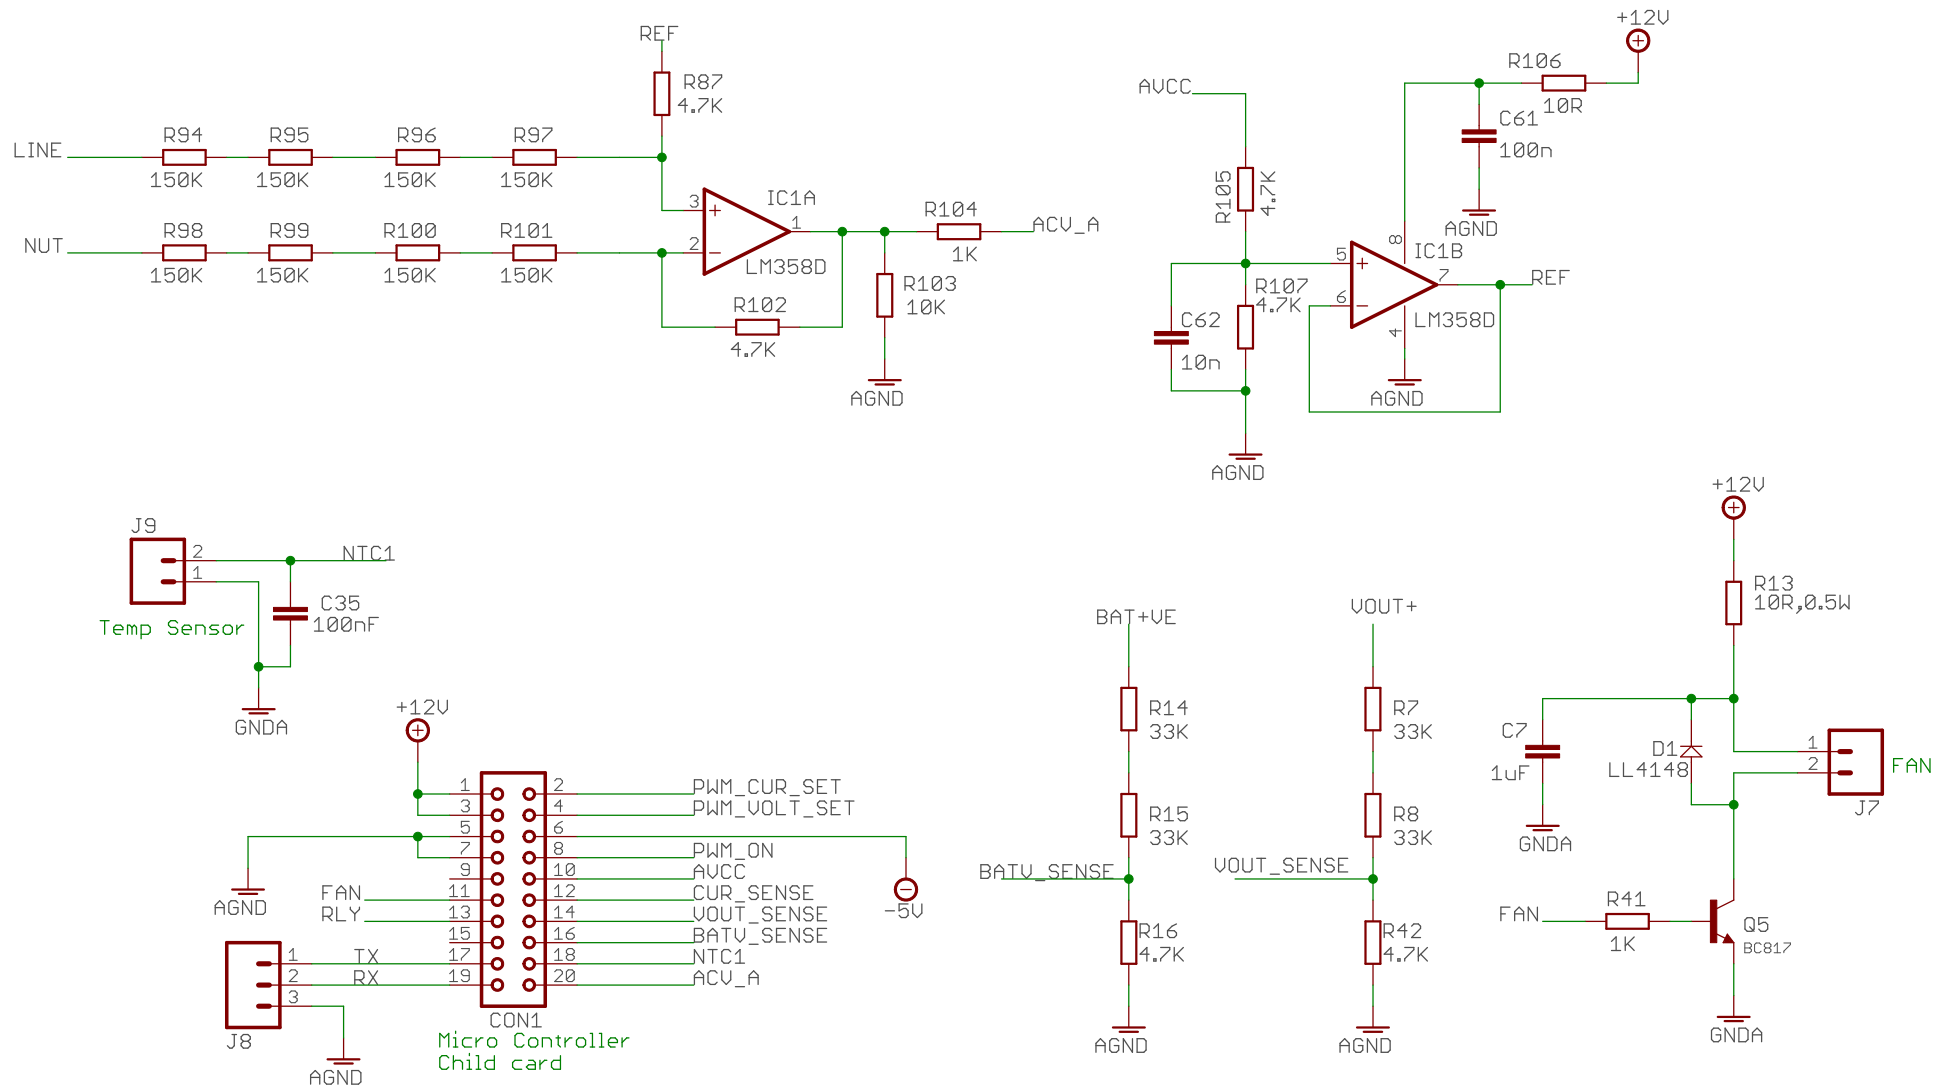 REF
R87
4.7K
LINE
R94
150K
R95
150K
R96
150K
R97
150K
NUT
R98
150K
R99
150K
R100
150K
R101
150K
3
2
1
IC1A
LM358D
R102
4.7K
R103
10K
AGND
R104
1K
ACV_A
AVCC
R105
4.7K
R107
4.7K
C62
10n
AGND
5
6
7
8
4
IC1B
LM358D
AGND
REF
+12V
R106
10R
C61
100n
AGND
J9
2
1
NTC1
C35
100nF
Temp Sensor
GNDA
+12V
1
3
5
7
9
11
13
15
17
19
2
4
6
8
10
12
14
16
18
20
PWM_CUR_SET
PWM_VOLT_SET
PWM_ON
AVCC
CUR_SENSE
VOUT_SENSE
BATV_SENSE
NTC1
ACV_A
-5V
AGND
FAN
RLY
TX
RX
1
2
3
J8
AGND
CON1
Micro Controller
Child card
BAT+VE
R14
33K
R15
33K
BATV_SENSE
R16
4.7K
AGND
VOUT+
R7
33K
R8
33K
VOUT_SENSE
R42
4.7K
AGND
+12V
R13
10R,0.5W
C7
1uF
GNDA
D1
LL4148
1
2
J7
FAN
FAN
R41
1K
Q5
BC817
GNDA